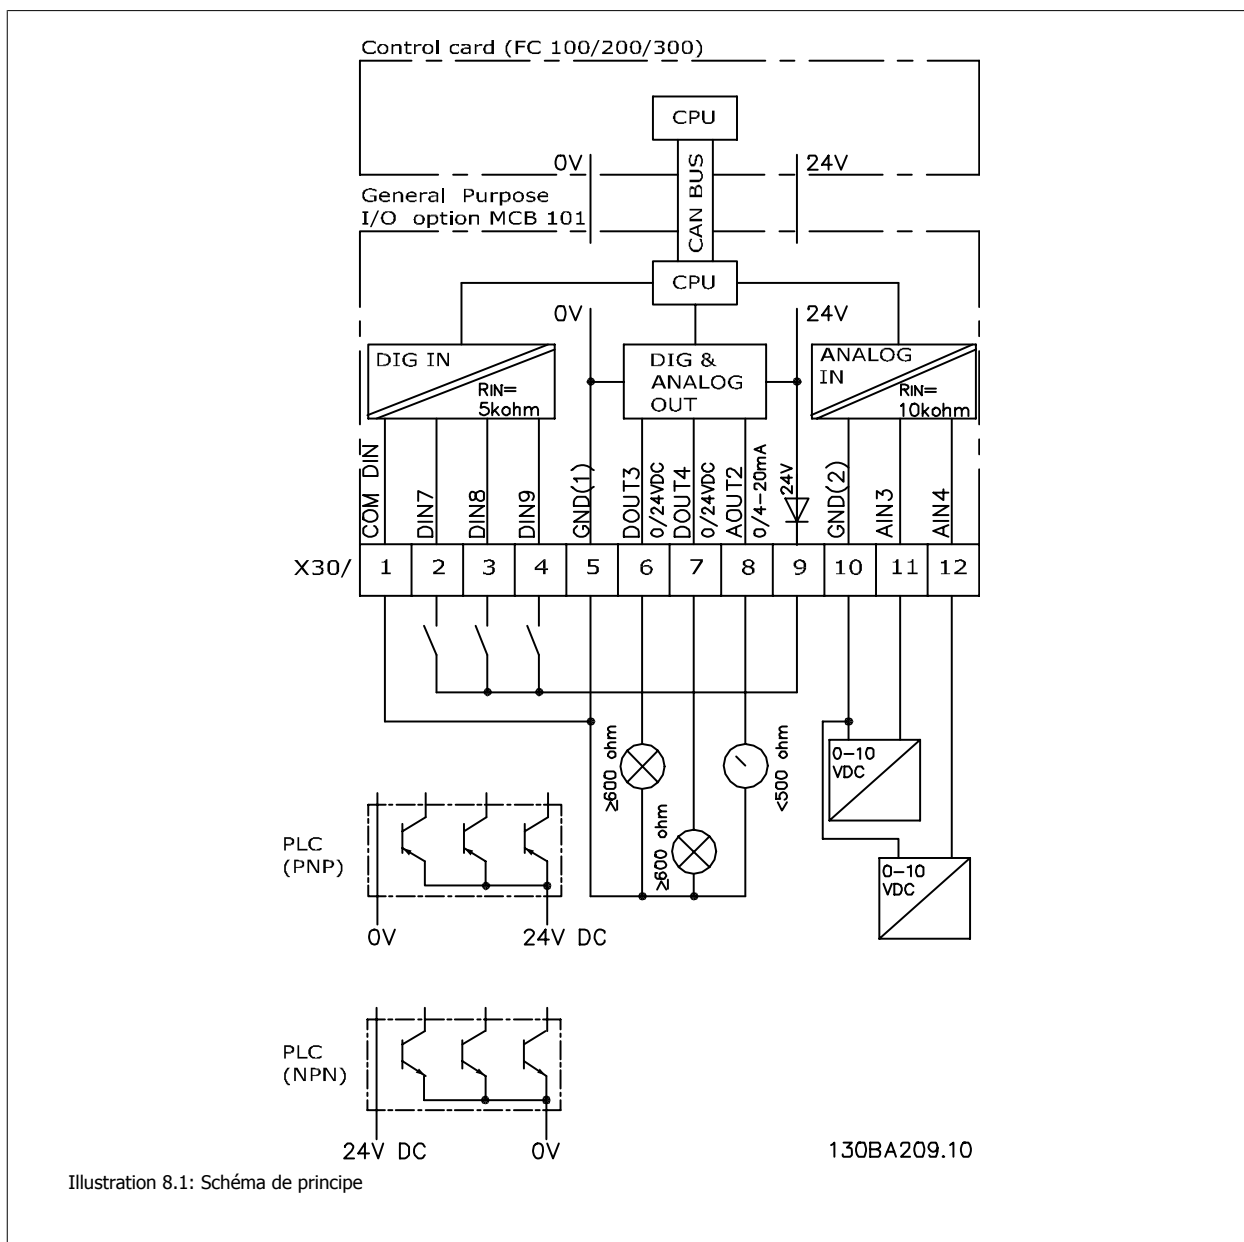 Control card (FC 100/200/300)
CPU
0V
24V
CAN BUS
General Purpose
I/O option MCB 101
CPU
0V
24V
DIG IN
RIN=
5kohm
DIG &
ANALOG
OUT
ANALOG
IN
RIN=
10kohm
COM DIN
DIN7
DIN8
DIN9
GND(1)
DOUT3
0/24VDC
DOUT4
0/24VDC
AOUT2
0/4-20mA
24V
GND(2)
AIN3
AIN4
X30/ 1 2 3 4 5 6 7 8 9 10 11 12
≥600 ohm
≥600 ohm
<500 ohm
0-10
VDC
0-10
VDC
PLC
(PNP)
0V
24V DC
PLC
(NPN)
24V DC
0V
130BA209.10
Illustration 8.1: Schéma de principe